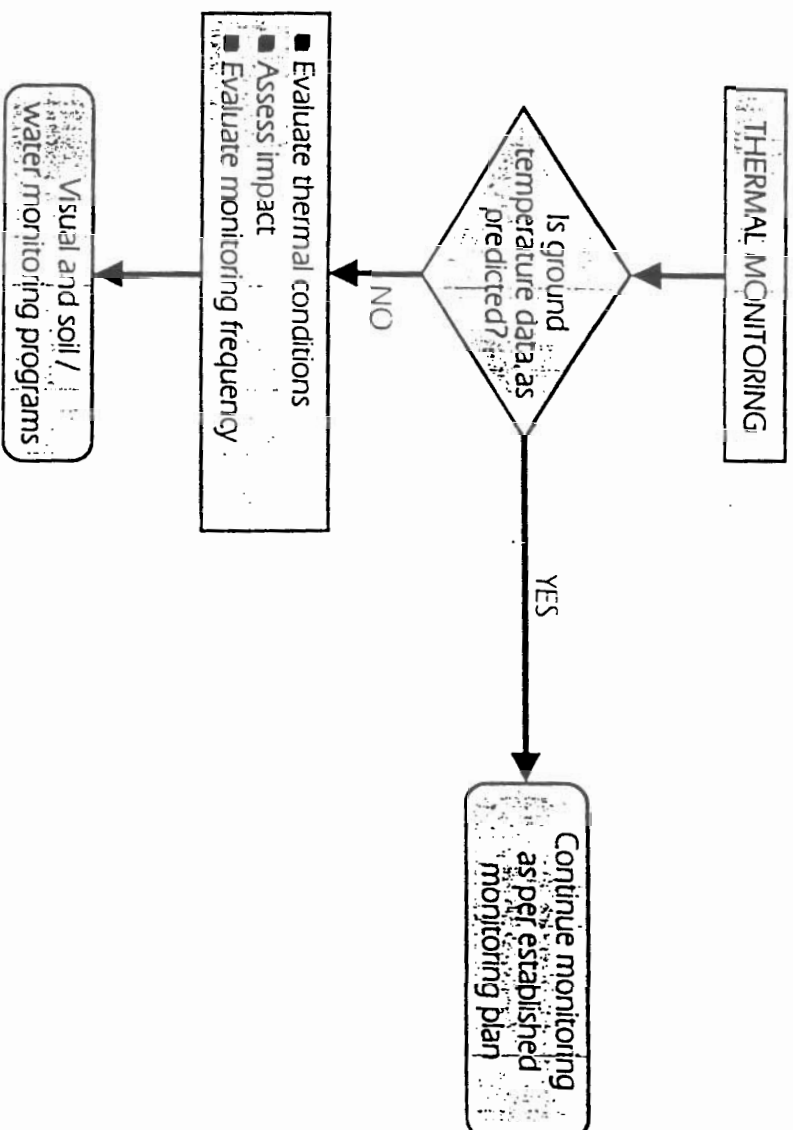 THERMAL MONITORING
Is ground
temperature data as
predicted?
YES
Continue monitoring
as per established
monitoring plan
NO
■ Evaluate thermal conditions
■ Assess impact
■ Evaluate monitoring frequency
Visual and soil /
water monitoring programs